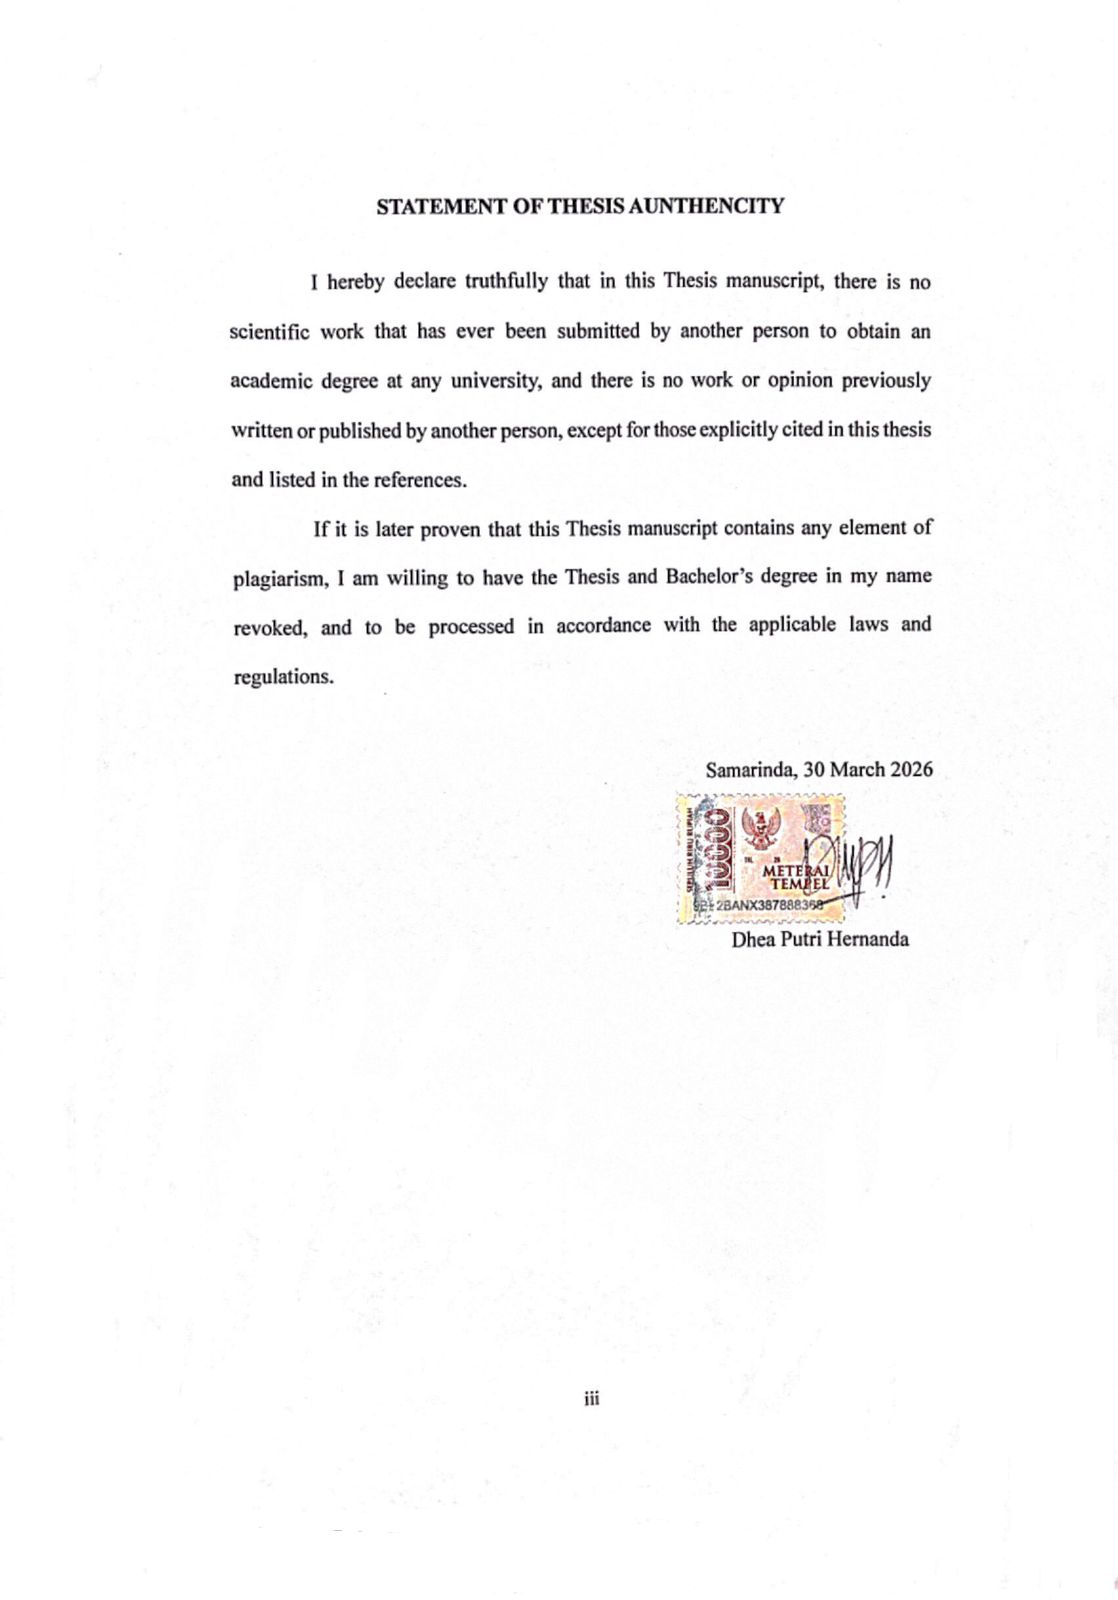 STATEMENT OF THESIS AUNTHENCITY
I hereby declare truthfully that in this Thesis manuscript, there is no
scientific work that has ever been submitted by another person to obtain an
academic degree at any university, and there is no work or opinion previously
written or published by another person, except for those explicitly cited in this thesis
and listed in the references.
If it is later proven that this Thesis manuscript contains any element of
plagiarism, I am willing to have the Thesis and Bachelor’s degree in my name
revoked, and to be processed in accordance with the applicable laws and
regulations.
Samarinda, 30 March 2026
SEPULUH RIBU RUPIAH
10000
METERAI
TEMPEL
2BANX387888368
Dhea Putri Hernanda
iii